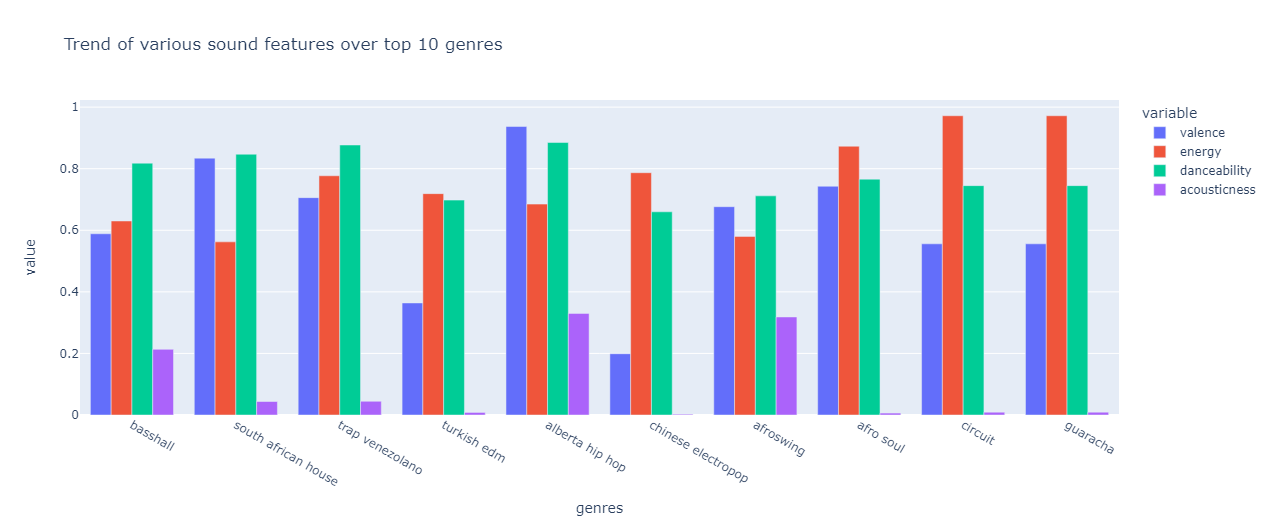 Trend of various sound features over top 10 genres
variable
valence
energy
danceability
acousticness
value
1
0.8
0.6
0.4
0.2
0
basshall
south african house
trap venezolano
turkish edm
alberta hip hop
chinese electropop
afroswing
afro soul
circuit
guaracha
genres